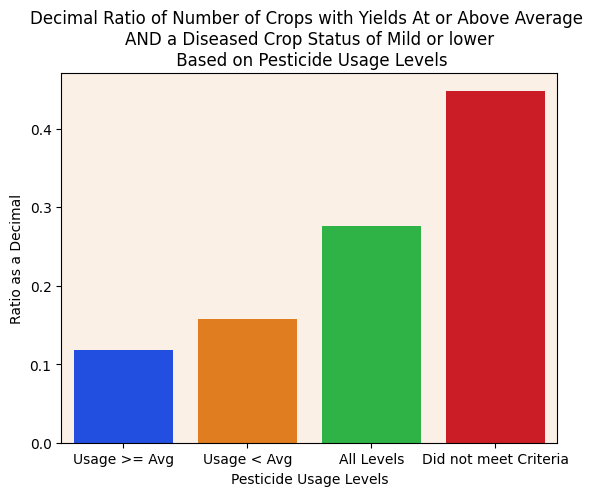 Decimal Ratio of Number of Crops with Yields At or Above Average
AND a Diseased Crop Status of Mild or lower
Based on Pesticide Usage Levels
Ratio as a Decimal
0.4
0.3
0.2
0.1
0.0
Usage >= Avg
Usage < Avg
All Levels
Did not meet Criteria
Pesticide Usage Levels